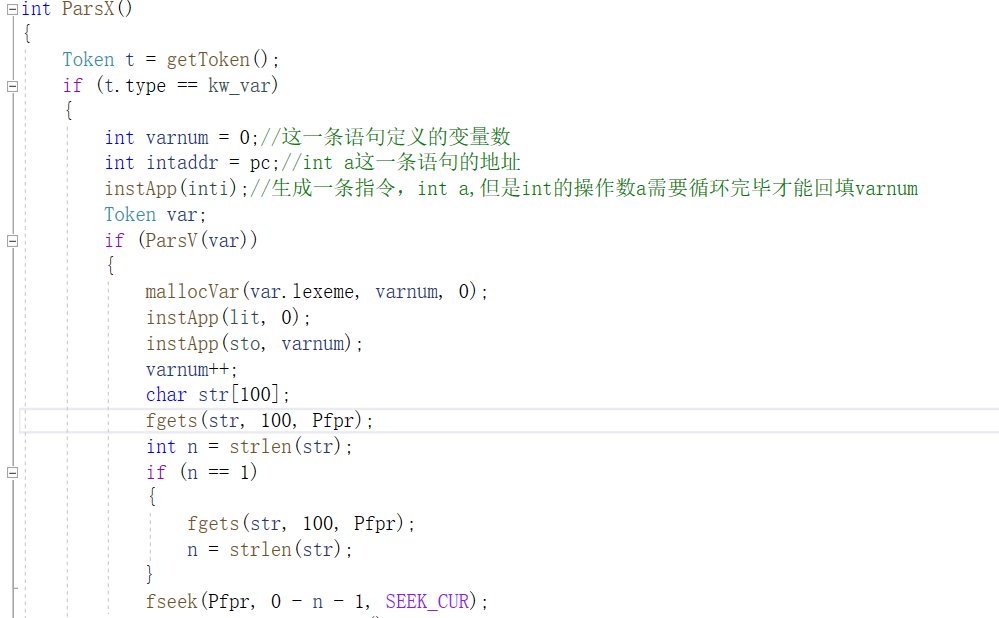 int ParsX()
{
    Token t = getToken();
    if (t.type == kw_var)
    {
        int varnum = 0;//这一条语句定义的变量数
        int intaddr = pc;//int a这一条语句的地址
        instApp(inti);//生成一条指令，int a,但是int的操作数a需要循环完毕才能回填varnum
        Token var;
        if (ParsV(var))
        {
            mallocVar(var.lexeme, varnum, 0);
            instApp(lit, 0);
            instApp(sto, varnum);
            varnum++;
            char str[100];
            fgets(str, 100, Pfpr);
            int n = strlen(str);
            if (n == 1)
            {
                fgets(str, 100, Pfpr);
                n = strlen(str);
            }
            fseek(Pfpr, 0 - n - 1, SEEK_CUR);